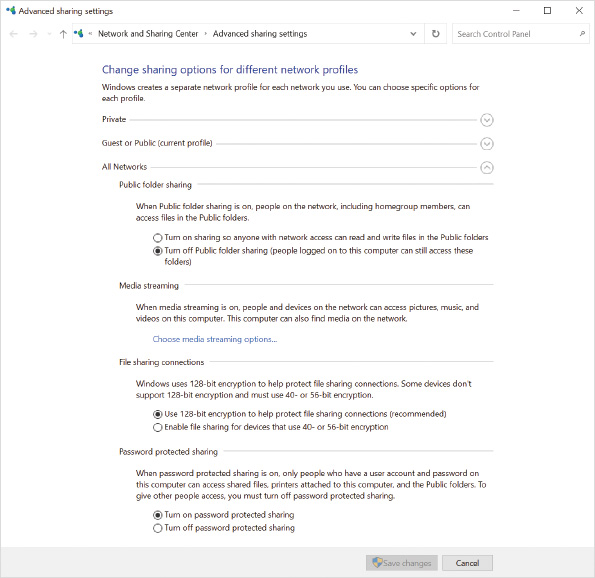 Advanced sharing settings
« Network and Sharing Center › Advanced sharing settings
Search Control Panel
Change sharing options for different network profiles
Windows creates a separate network profile for each network you use. You can choose specific options for
each profile.
Private
Guest or Public (current profile)
All Networks
Public folder sharing
When Public folder sharing is on, people on the network, including homegroup members, can
access files in the Public folders.
Turn on sharing so anyone with network access can read and write files in the Public folders
Turn off Public folder sharing (people logged on to this computer can still access these
folders)
Media streaming
When media streaming is on, people and devices on the network can access pictures, music, and
videos on this computer. This computer can also find media on the network.
Choose media streaming options...
File sharing connections
Windows uses 128-bit encryption to help protect file sharing connections. Some devices don't
support 128-bit encryption and must use 40- or 56-bit encryption.
Use 128-bit encryption to help protect file sharing connections (recommended)
Enable file sharing for devices that use 40- or 56-bit encryption
Password protected sharing
When password protected sharing is on, only people who have a user account and password on
this computer can access shared files, printers attached to this computer, and the Public folders. To
give other people access, you must turn off password protected sharing.
Turn on password protected sharing
Turn off password protected sharing
Save changes
Cancel